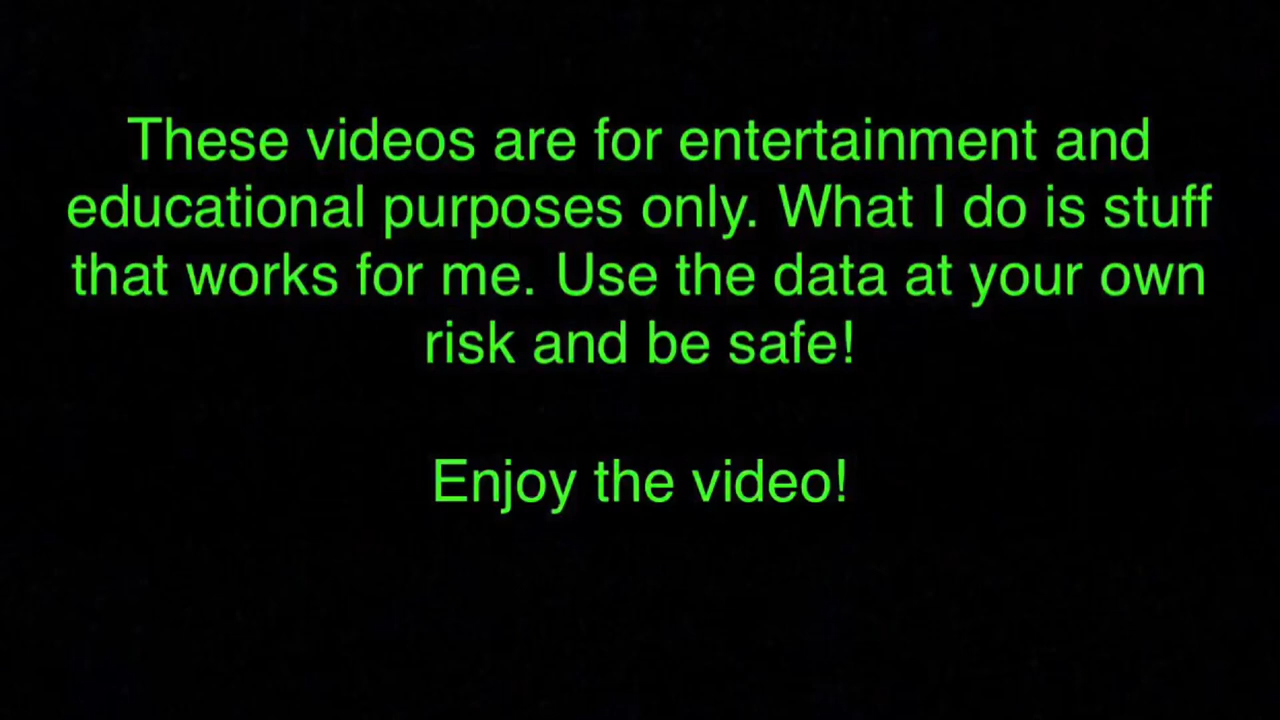 These videos are for entertainment and
educational purposes only. What I do is stuff
that works for me. Use the data at your own
risk and be safe!
Enjoy the video!